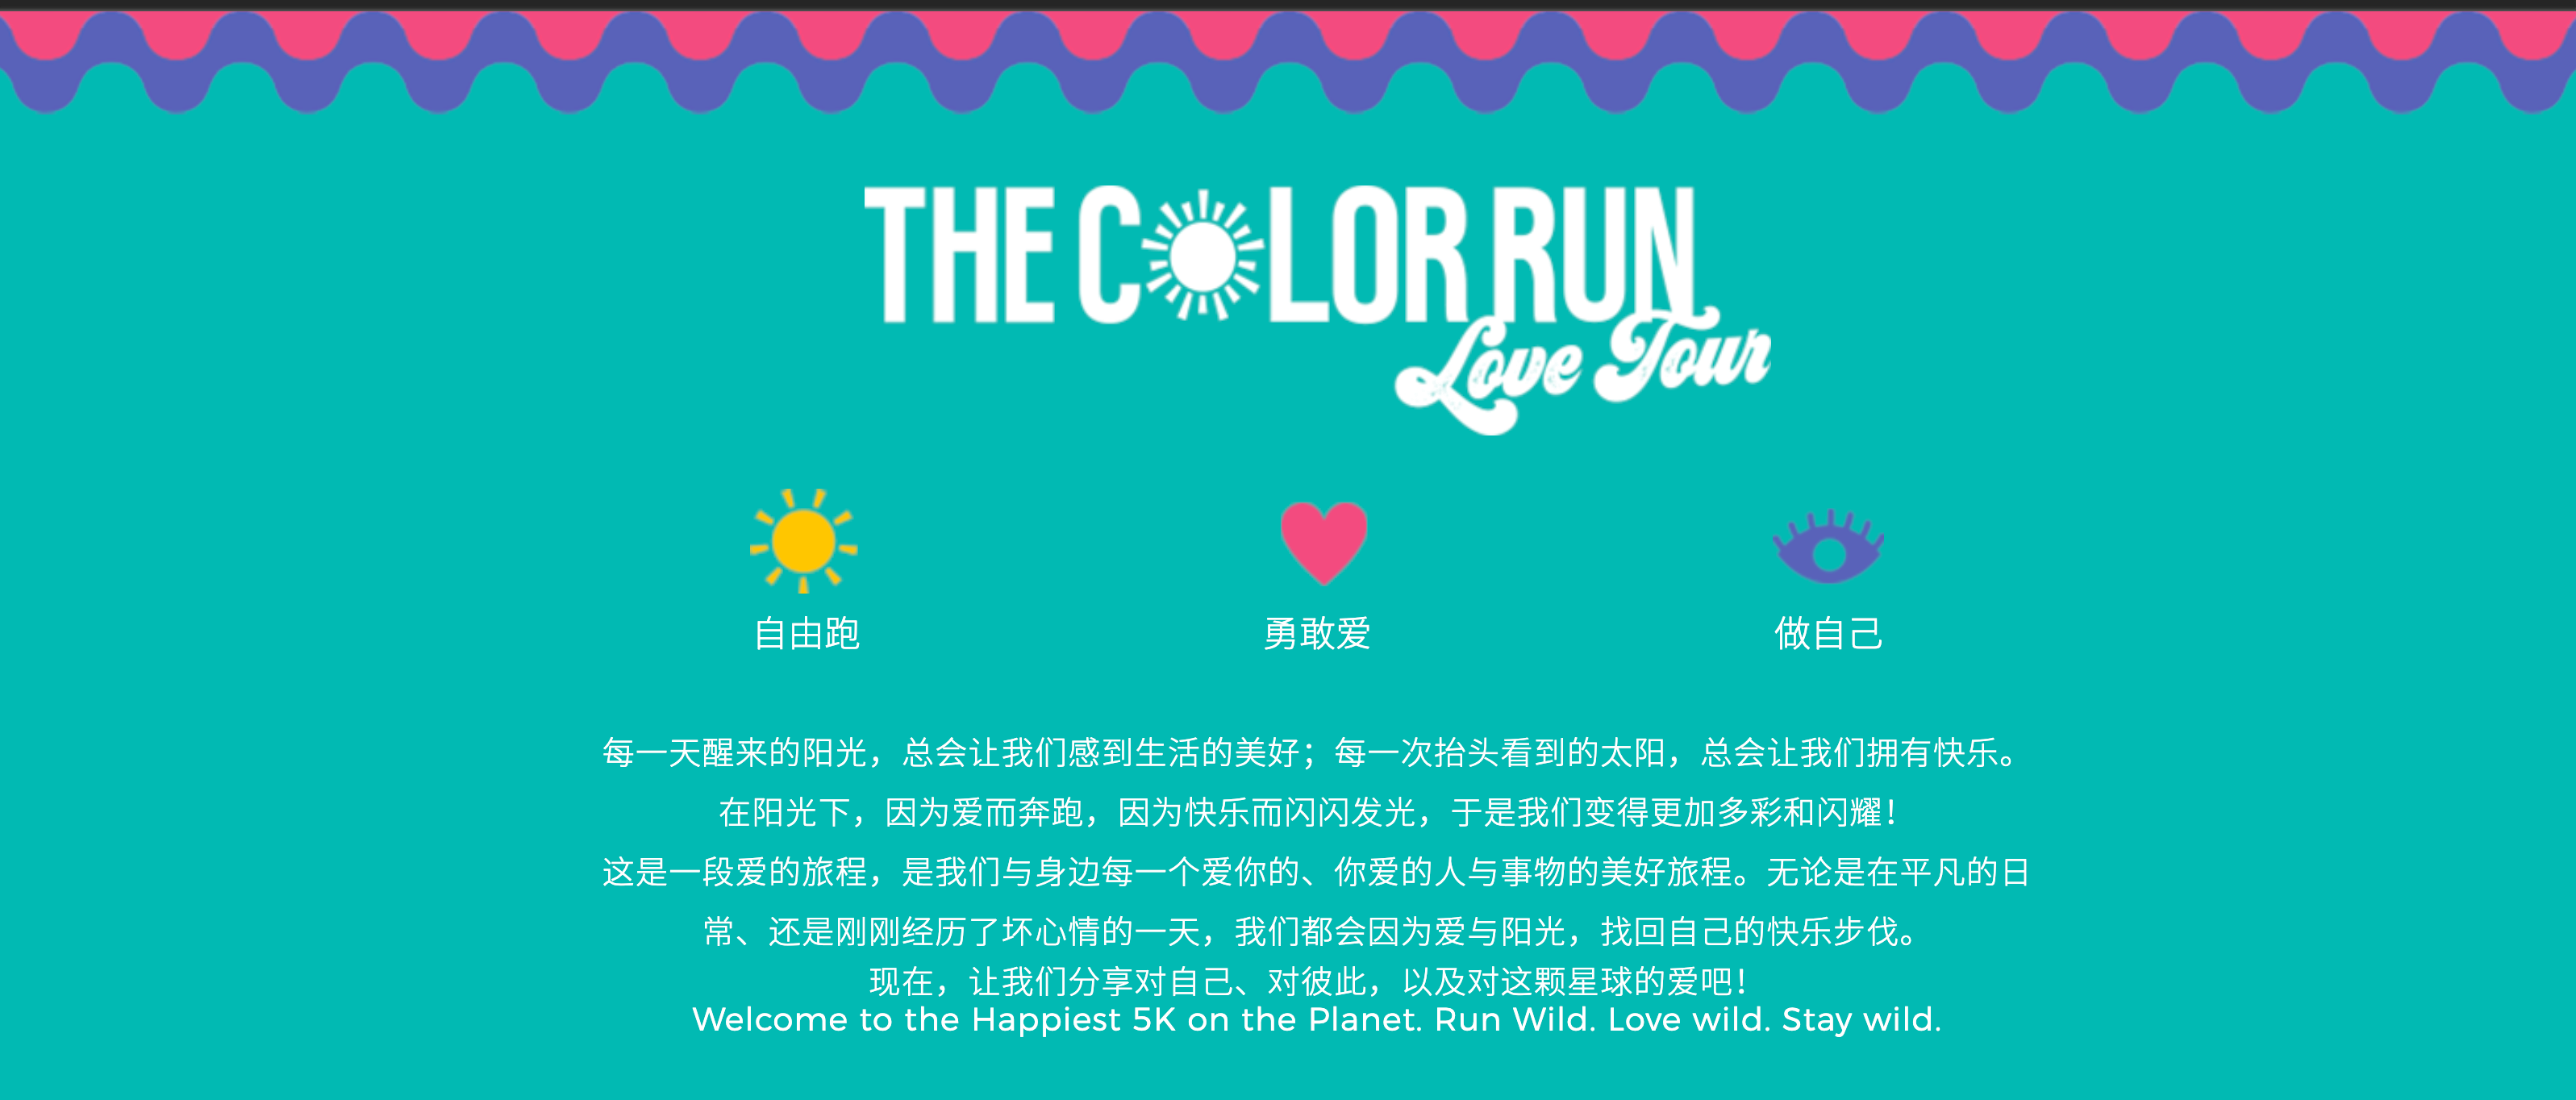 THE COLOR RUN
Love Tour
自由跑
勇敢爱
做自己
每一天醒来的阳光，总会让我们感到生活的美好；每一次抬头看到的太阳，总会让我们拥有快乐。
在阳光下，因为爱而奔跑，因为快乐而闪闪发光，于是我们变得更加多彩和闪耀！
这是一段爱的旅程，是我们与身边每一个爱你的、你爱的人与事物的美好旅程。无论是在平凡的日
常、还是刚刚经历了坏心情的一天，我们都会因为爱与阳光，找回自己的快乐步伐。
现在，让我们分享对自己、对彼此，以及对这颗星球的爱吧！
Welcome to the Happiest 5K on the Planet. Run Wild. Love wild. Stay wild.